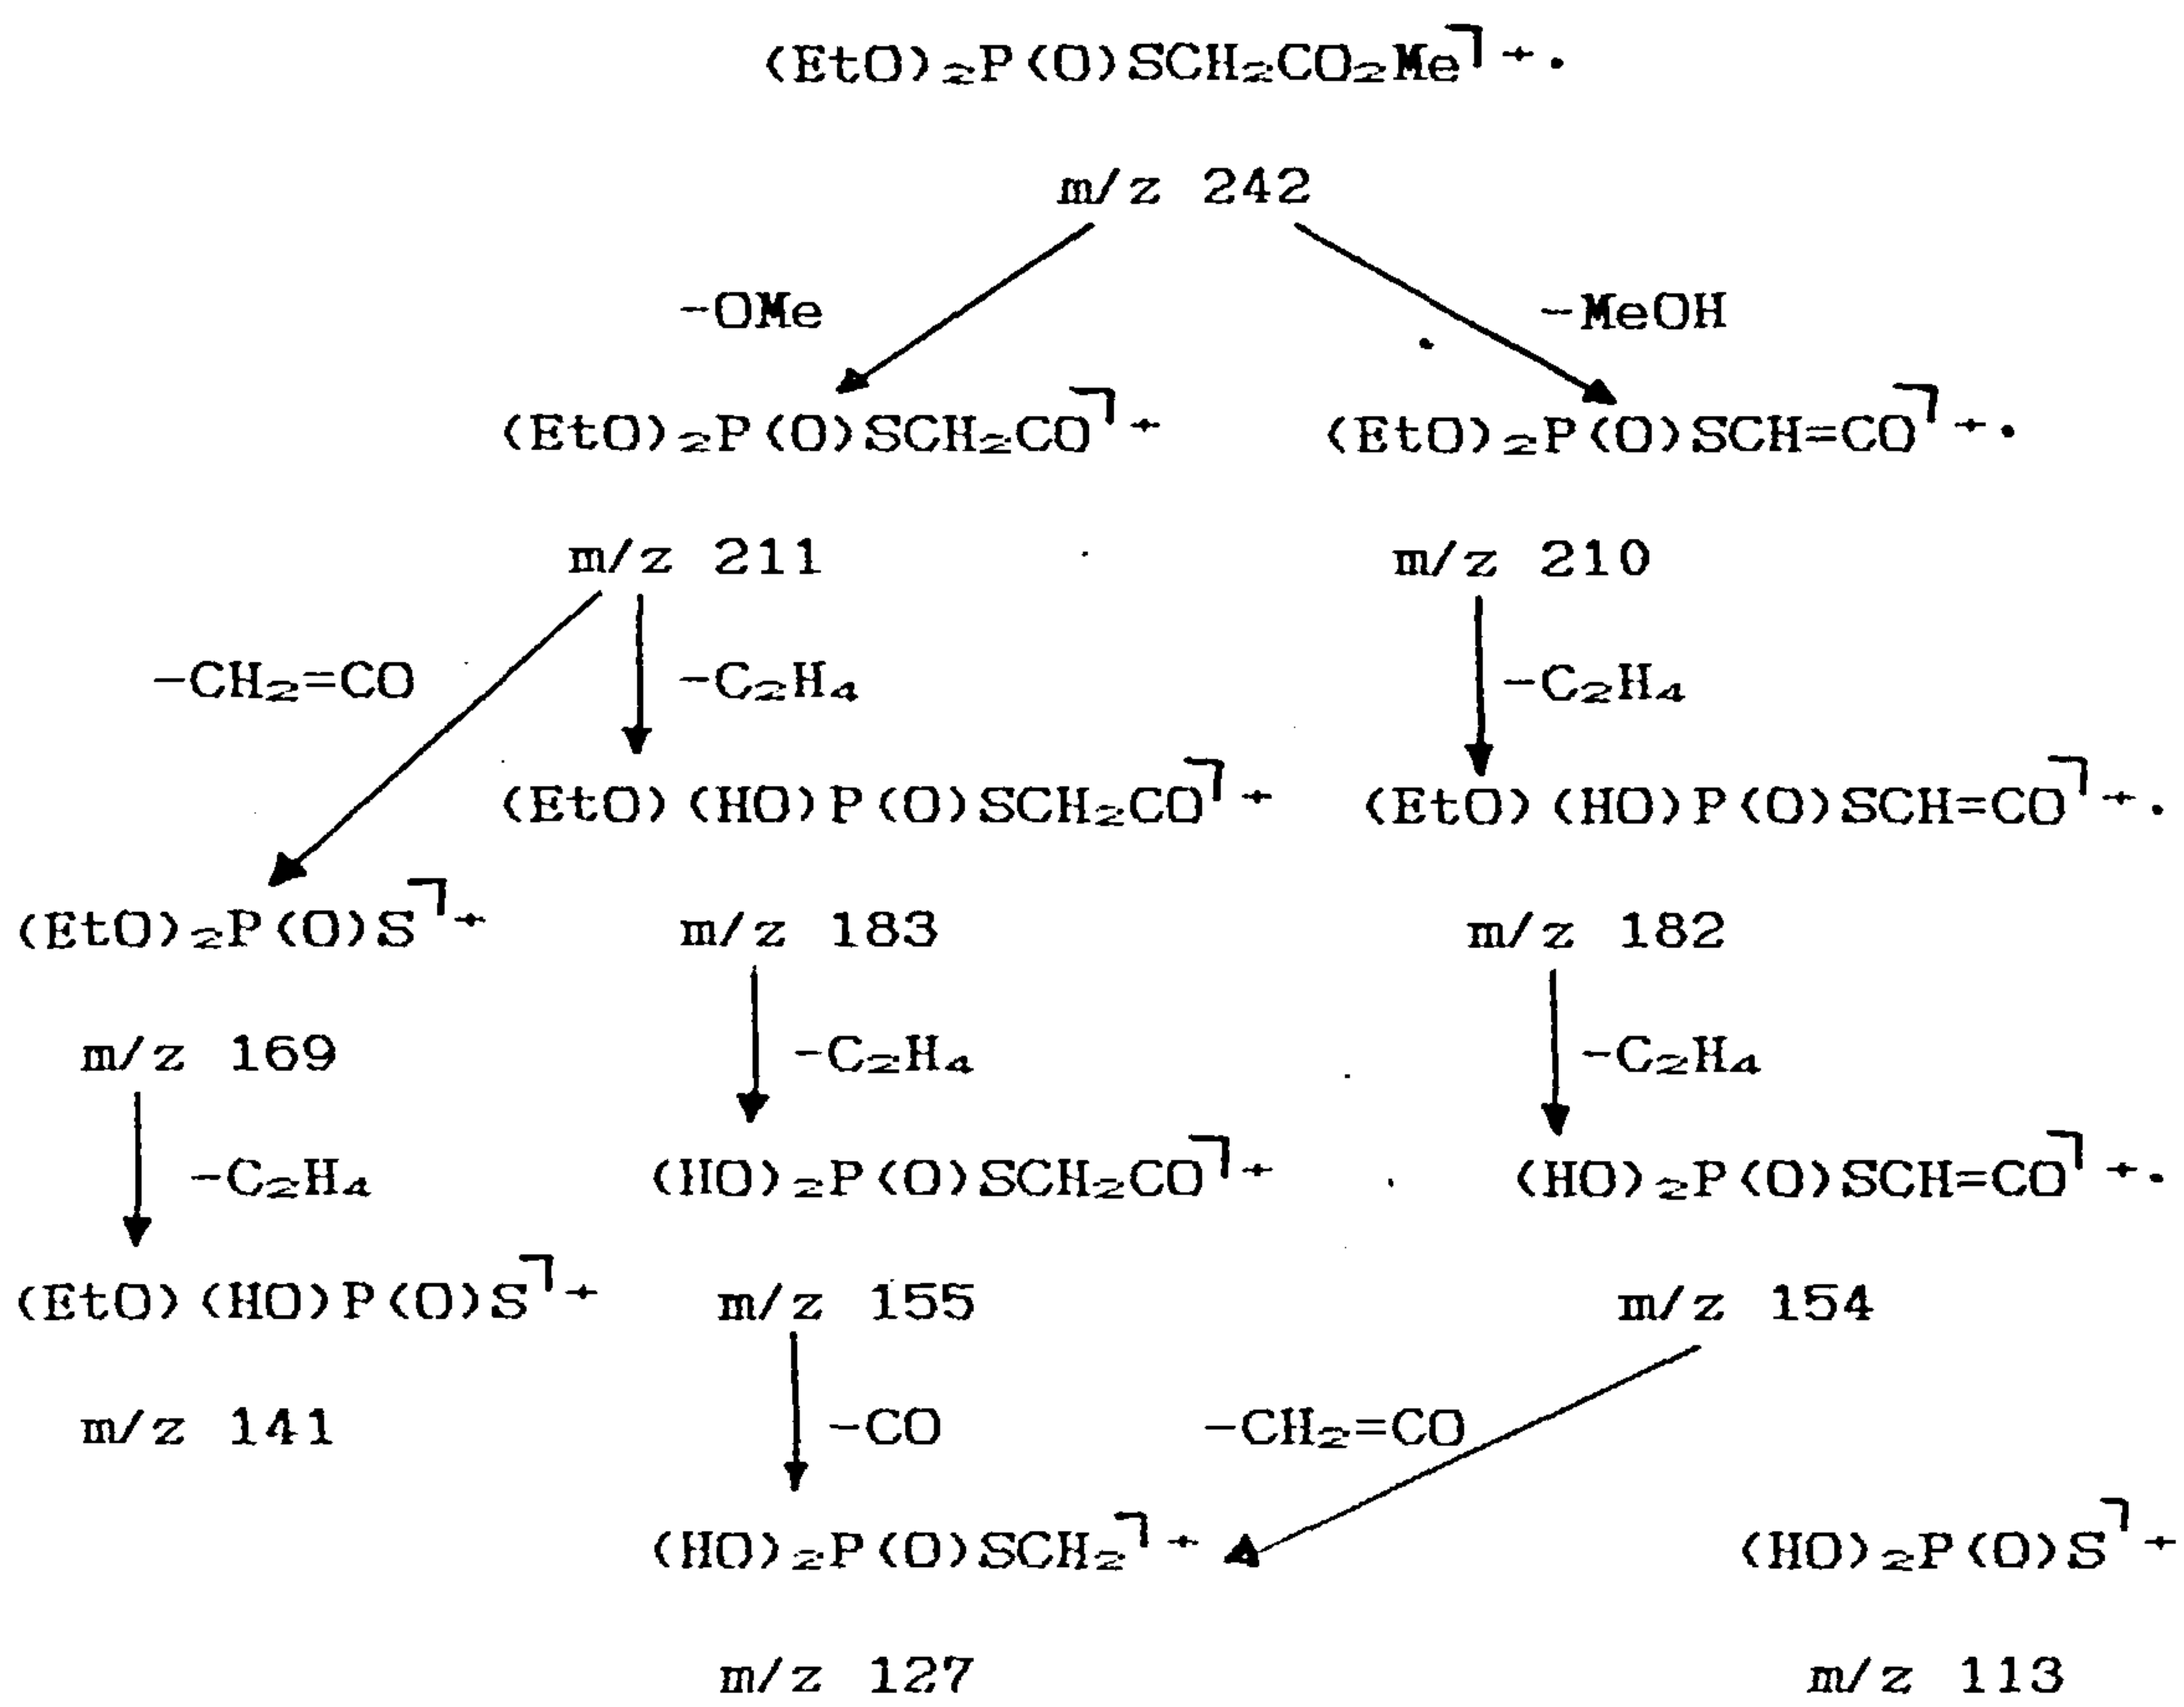 (EtO)₂P(O)SCH₂CO₂Me⌝+·
m/z 242
-OMe -MeOH
(EtO)₂P(O)SCH₂CO⌝+ (EtO)₂P(O)SCH=CO⌝+·
m/z 211 m/z 210
-CH₂=CO -C₂H₄ -C₂H₄
(EtO)(HO)P(O)SCH₂CO⌝+ (EtO)(HO)P(O)SCH=CO⌝+·
(EtO)₂P(O)S⌝+ m/z 183 m/z 182
m/z 169 -C₂H₄ -C₂H₄
-C₂H₄ (HO)₂P(O)SCH₂CO⌝+ (HO)₂P(O)SCH=CO⌝+·
(EtO)(HO)P(O)S⌝+ m/z 155 m/z 154
m/z 141 -CO -CH₂=CO
(HO)₂P(O)SCH₂⌝+ (HO)₂P(O)S⌝+
m/z 127 m/z 113